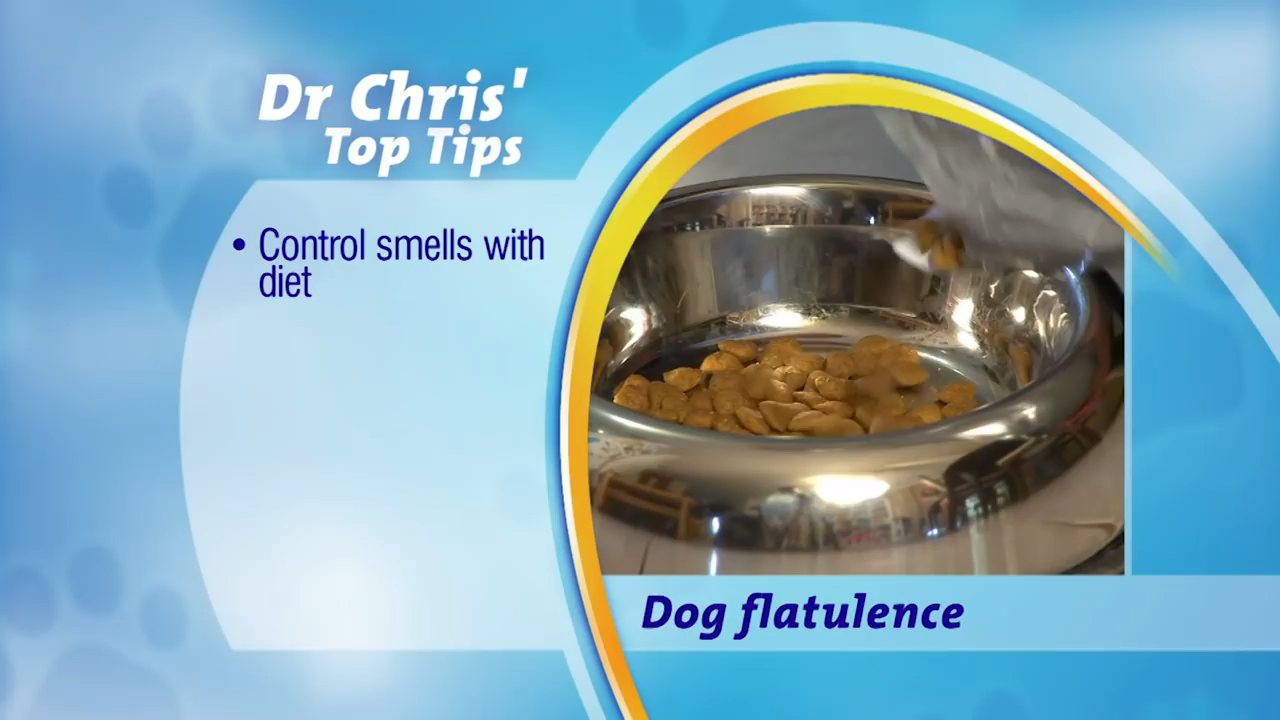 Dr Chris'
Top Tips
• Control smells with
diet
Dog flatulence